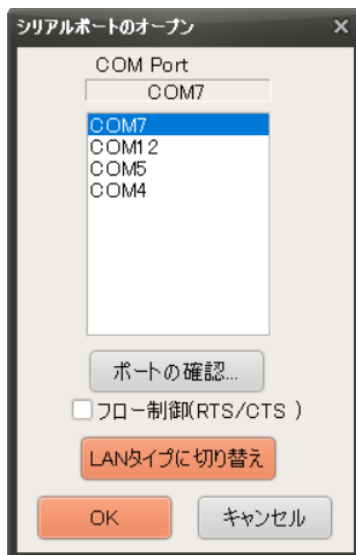 シリアルポートのオープン
COM Port
COM7
COM7
COM12
COM5
COM4
ポートの確認...
フロー制御(RTS/CTS )
LANタイプに切り替え
OK
キャンセル